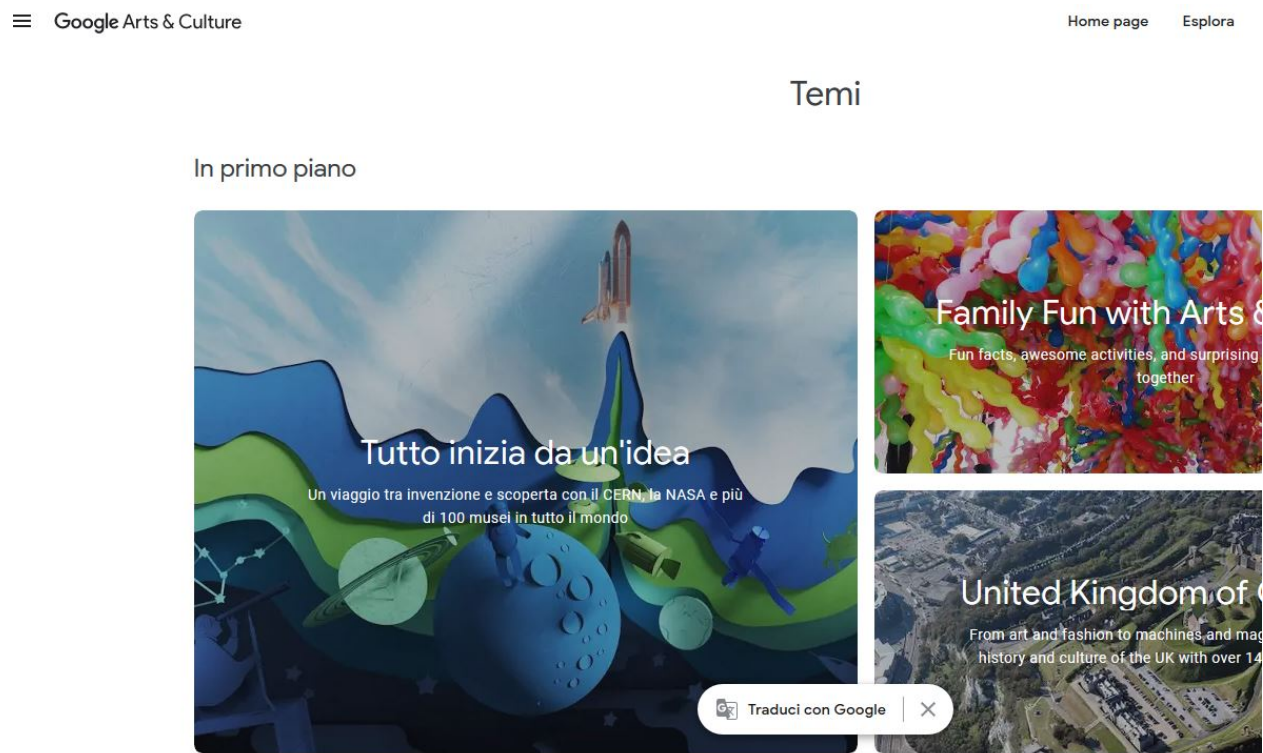 Google Arts & Culture
Home page
Esplora
Temi
In primo piano
Tutto inizia da un'idea
Un viaggio tra invenzione e scoperta con il CERN, la NASA e più
di 100 musei in tutto il mondo
Family Fun with Arts &
Fun facts, awesome activities, and surprising
together
United Kingdom of
From art and fashion to machines and mag
history and culture of the UK with over 14
Traduci con Google